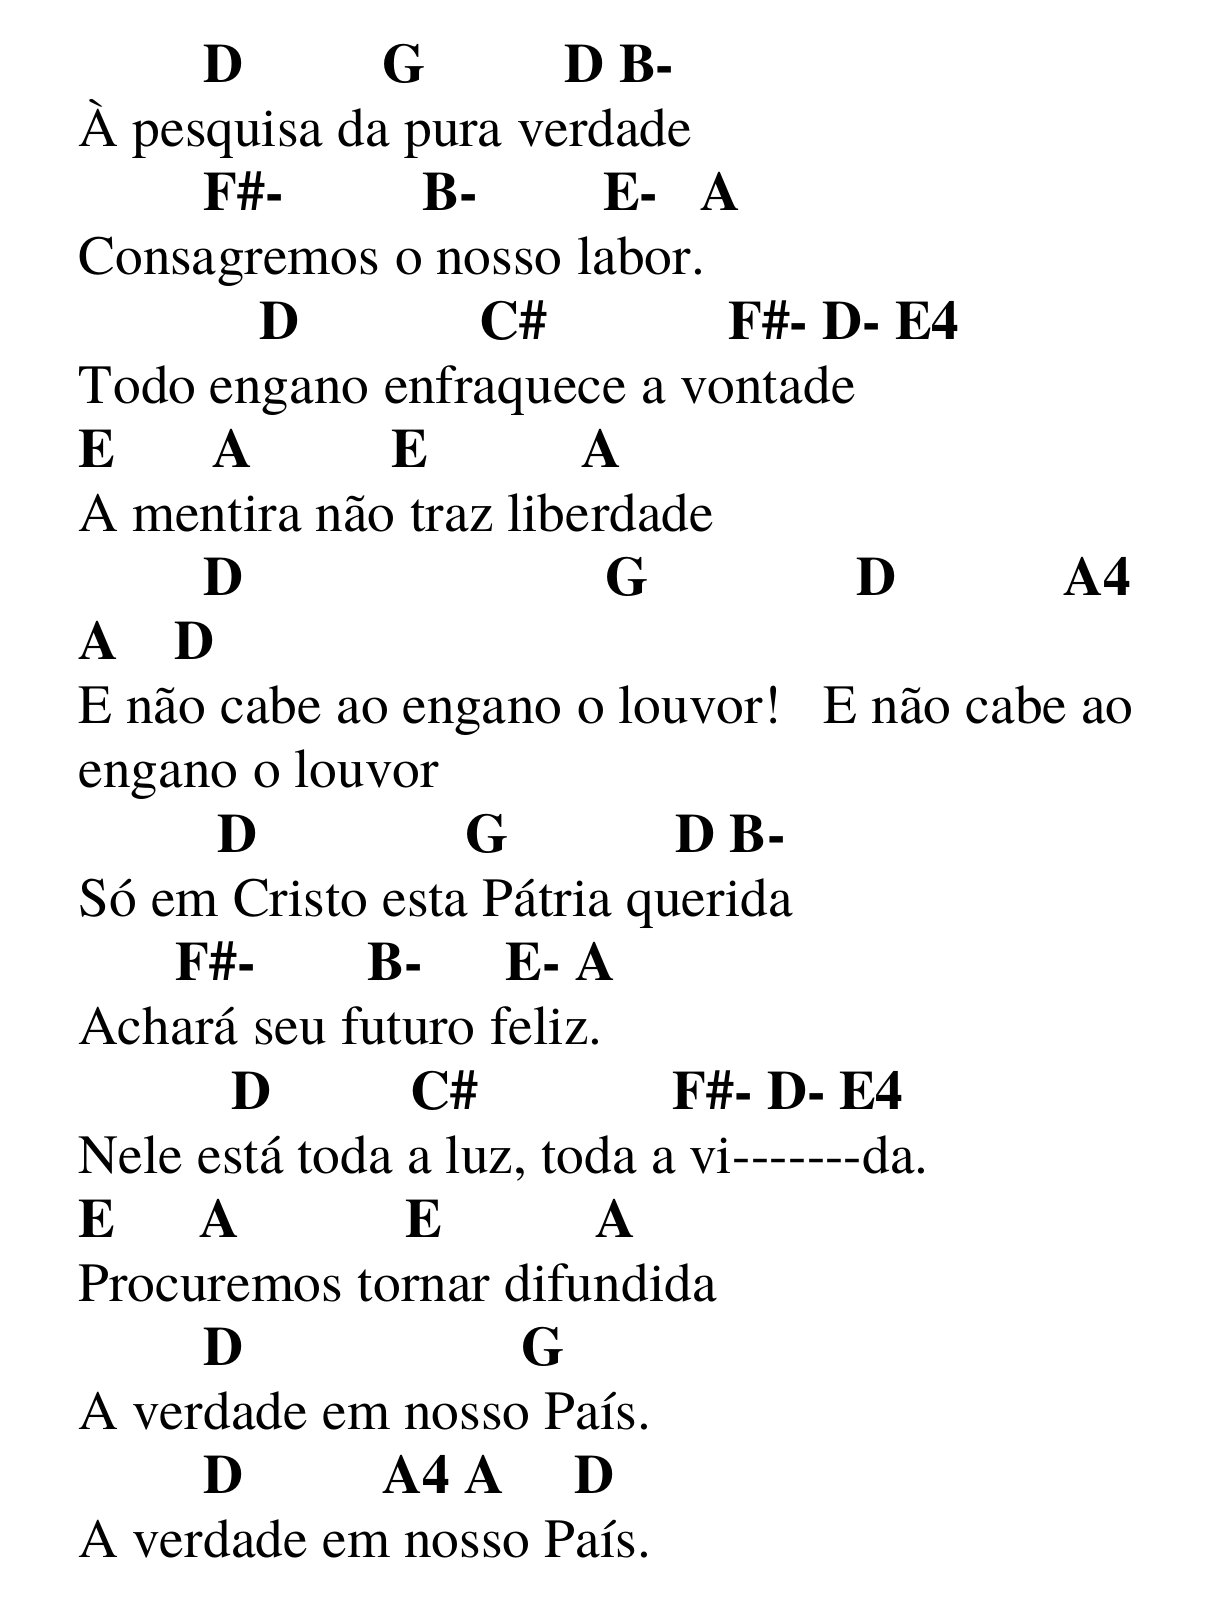 D G D B-
À pesquisa da pura verdade
F#- B- E- A
Consagremos o nosso labor.
D C# F#- D- E4
Todo engano enfraquece a vontade
E A E A
A mentira não traz liberdade
D G D A4
A D
E não cabe ao engano o louvor! E não cabe ao
engano o louvor
D G D B-
Só em Cristo esta Pátria querida
F#- B- E- A
Achará seu futuro feliz.
D C# F#- D- E4
Nele está toda a luz, toda a vi-------da.
E A E A
Procuremos tornar difundida
D G
A verdade em nosso País.
D A4 A D
A verdade em nosso País.